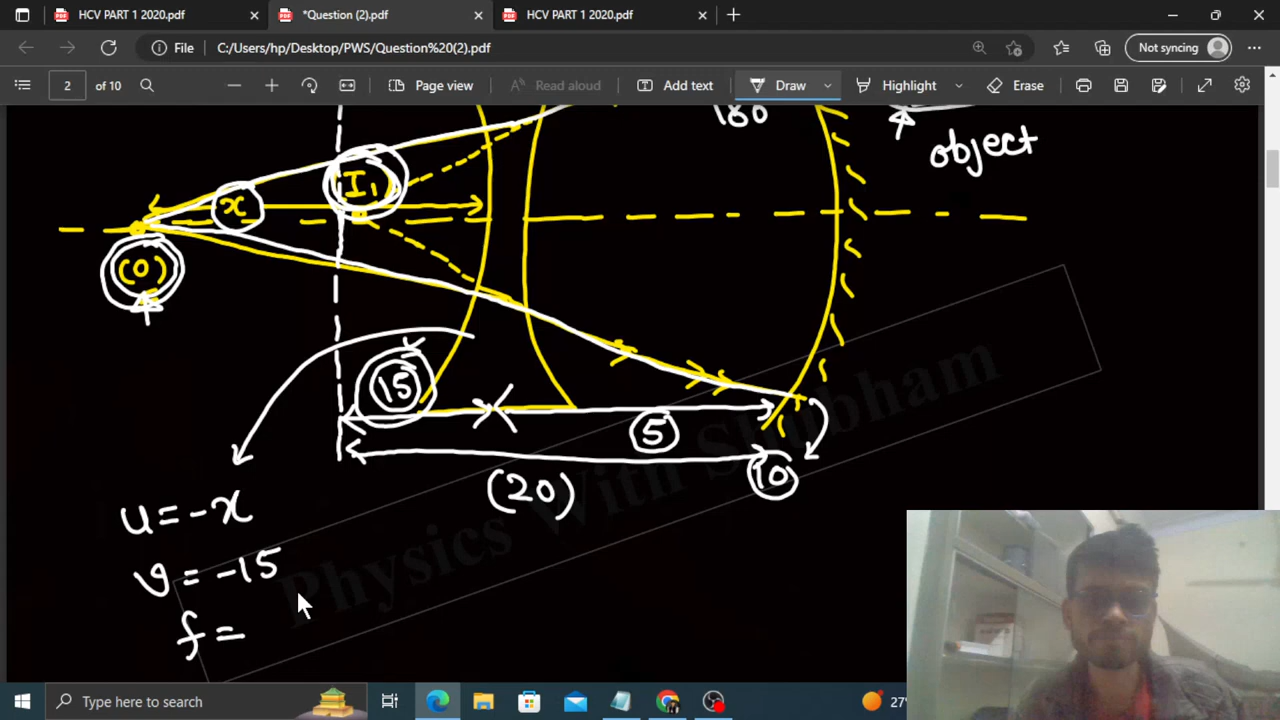 HCV PART 1 2020.pdf
*Question (2).pdf
HCV PART 1 2020.pdf
File
C:/Users/hp/Desktop/PWS/Question%20(2).pdf
Not syncing
2 of 10
Page view
Read aloud
Add text
Draw
Highlight
Erase
180
object
I₁
x
(0)
15
5
(20)
10
u = -x
v = -15
f =
Physics With Shubham
Type here to search
27°